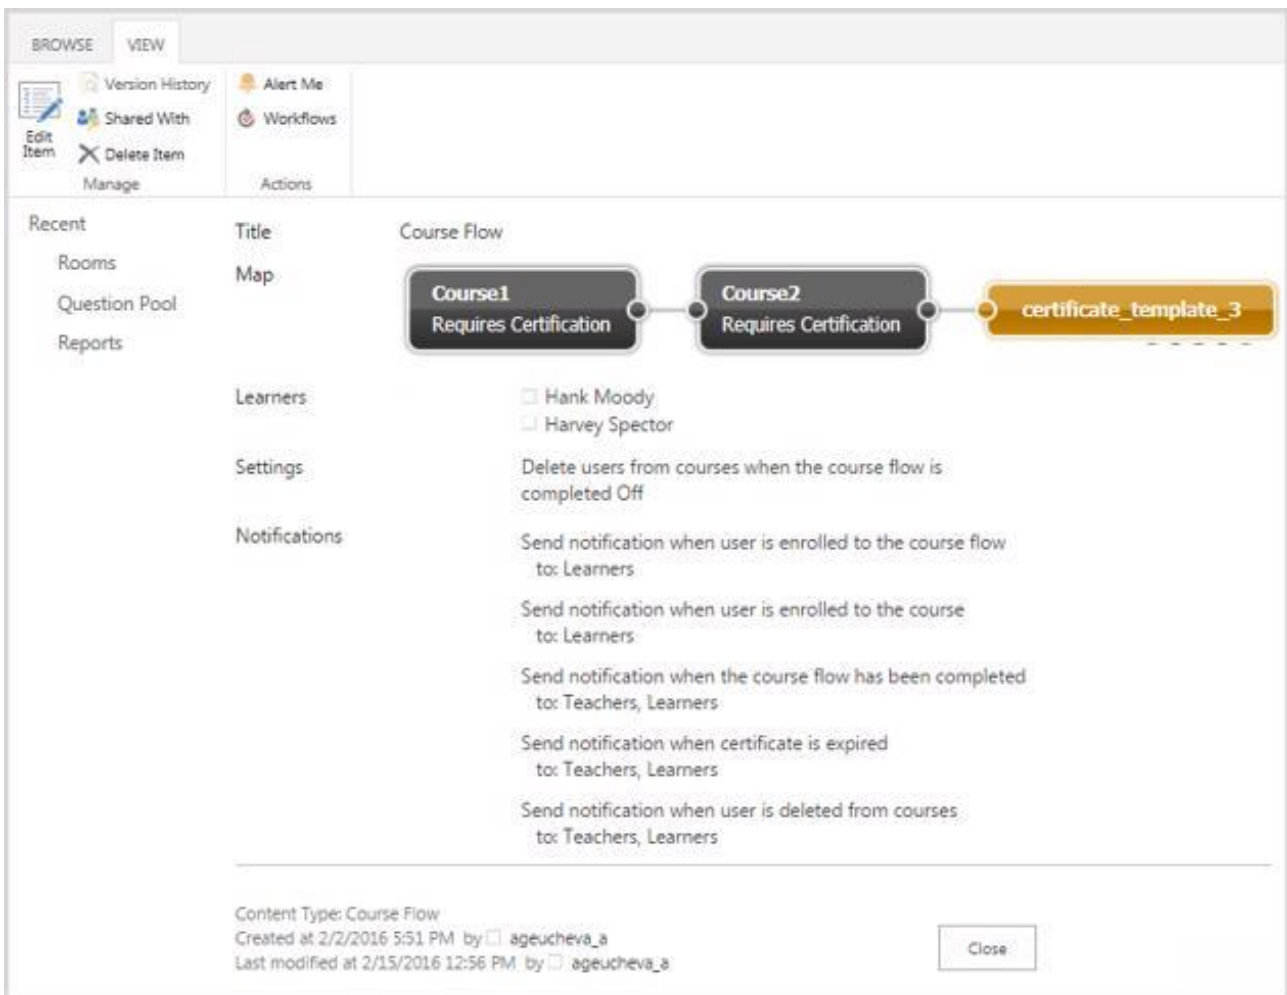 BROWSE VIEW
Version History
Shared With
Edit Item
Delete Item
Manage
Alert Me
Workflows
Actions
Recent
Rooms
Question Pool
Reports
Title Course Flow
Map
Course1
Requires Certification
Course2
Requires Certification
certificate_template_3
Learners
Hank Moody
Harvey Spector
Settings
Delete users from courses when the course flow is
completed Off
Notifications
Send notification when user is enrolled to the course flow
to: Learners
Send notification when user is enrolled to the course
to: Learners
Send notification when the course flow has been completed
to: Teachers, Learners
Send notification when certificate is expired
to: Teachers, Learners
Send notification when user is deleted from courses
to: Teachers, Learners
Content Type: Course Flow
Created at 2/2/2016 5:51 PM by ageucheva_a
Last modified at 2/15/2016 12:56 PM by ageucheva_a
Close